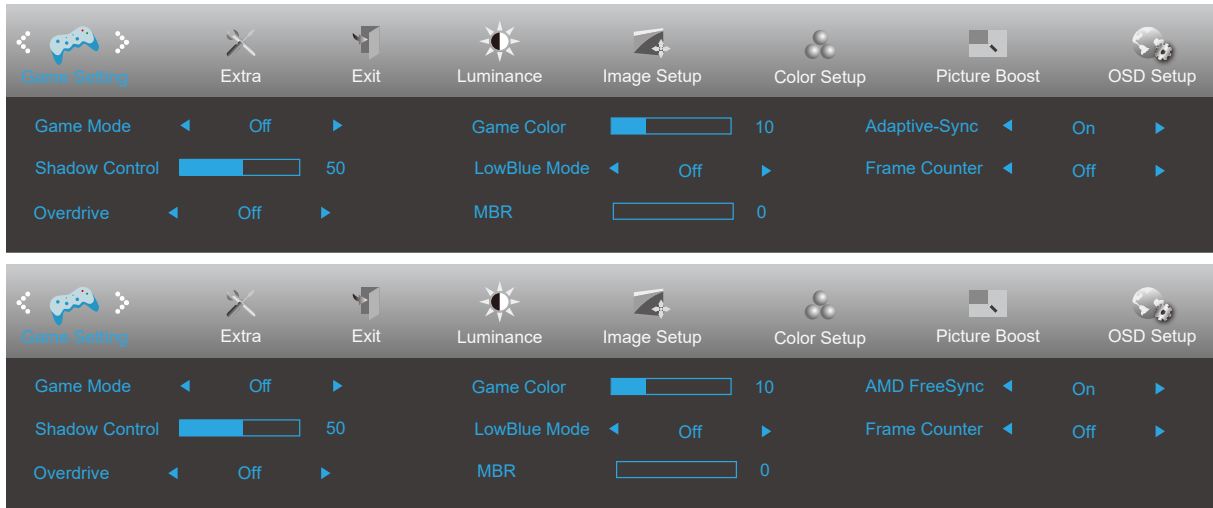 Game Setting Extra Exit Luminance Image Setup Color Setup Picture Boost OSD Setup
Game Mode Off Game Color 10 Adaptive-Sync On
Shadow Control 50 LowBlue Mode Off Frame Counter Off
Overdrive Off MBR 0
Game Setting Extra Exit Luminance Image Setup Color Setup Picture Boost OSD Setup
Game Mode Off Game Color 10 AMD FreeSync On
Shadow Control 50 LowBlue Mode Off Frame Counter Off
Overdrive Off MBR 0